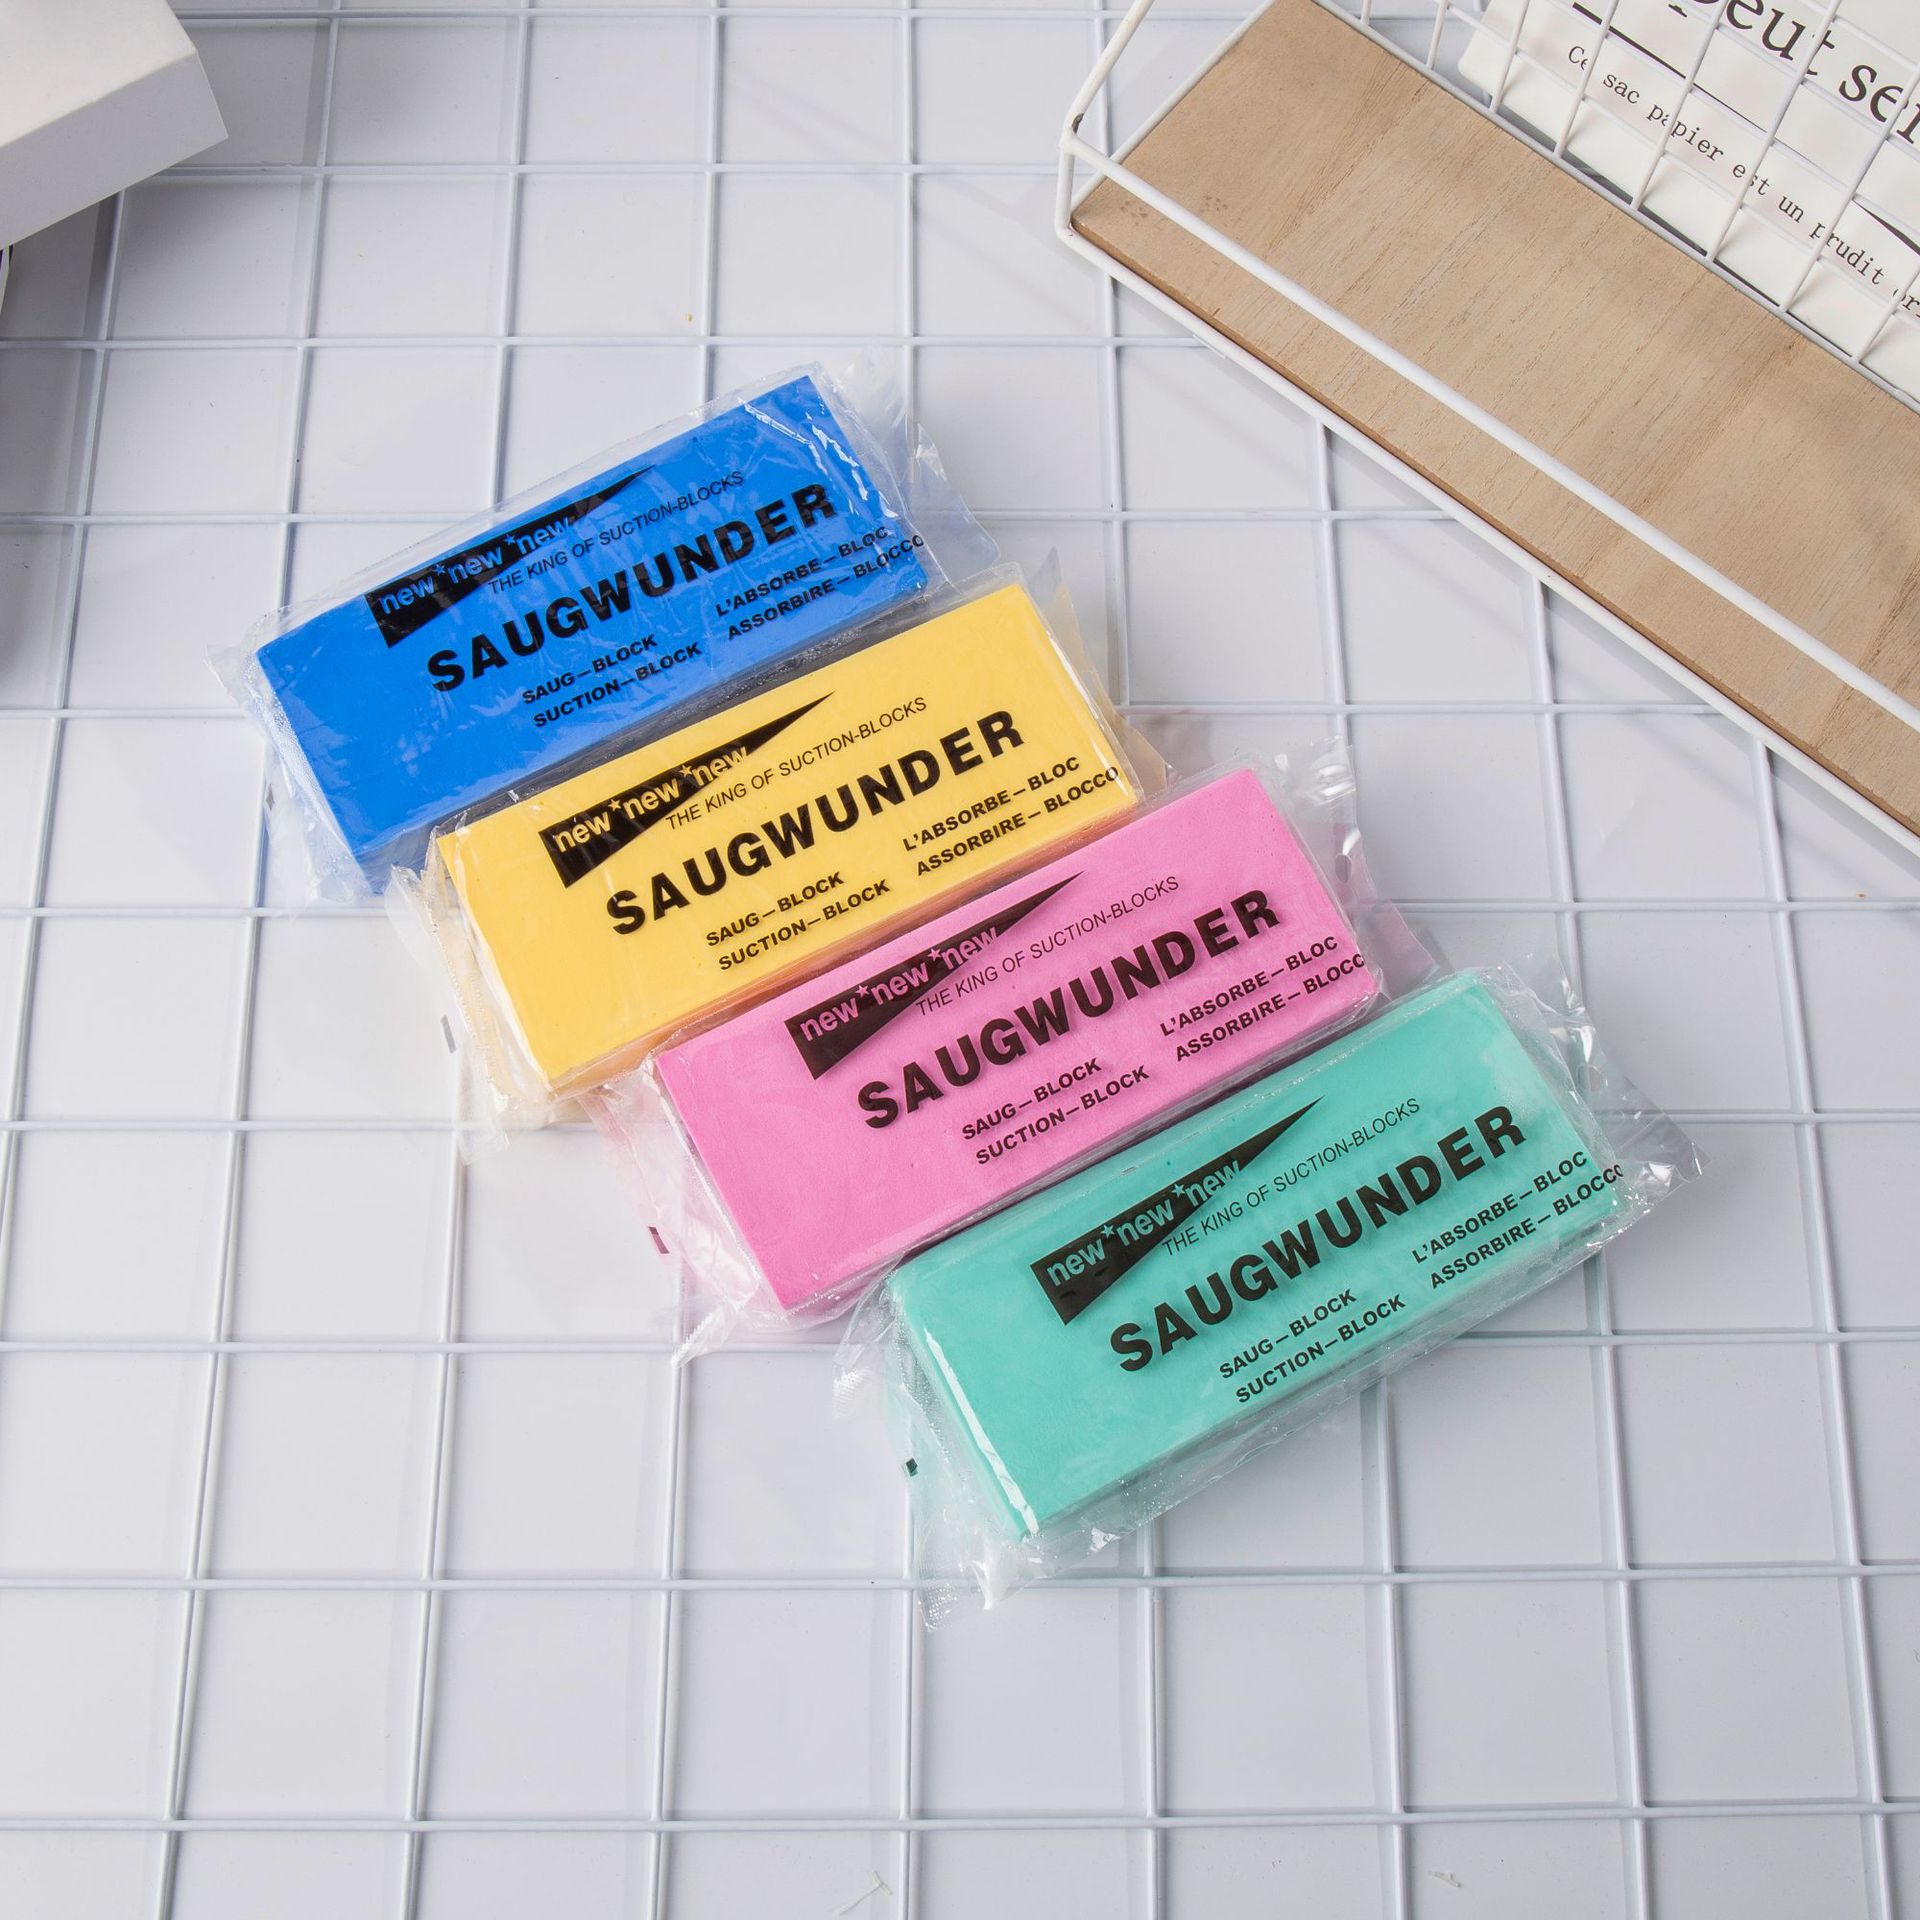 peut
Ce sac papier est un prudit
new*new*new
THE KING OF SUCTION-BLOCKS
SAUGWUNDER
SAUG–BLOCK
SUCTION–BLOCK
L'ABSORBE–BLOC
ASSORBIRE–BLOCCO
new*new*new
THE KING OF SUCTION-BLOCKS
SAUGWUNDER
SAUG–BLOCK
SUCTION–BLOCK
L'ABSORBE–BLOC
ASSORBIRE–BLOCCO
new*new*new
THE KING OF SUCTION-BLOCKS
SAUGWUNDER
SAUG–BLOCK
SUCTION–BLOCK
L'ABSORBE–BLOC
ASSORBIRE–BLOCC
new*new*new
THE KING OF SUCTION-BLOCKS
SAUGWUNDER
SAUG–BLOCK
SUCTION–BLOCK
L'ABSORBE–BLOC
ASSORBIRE–BLOCCO